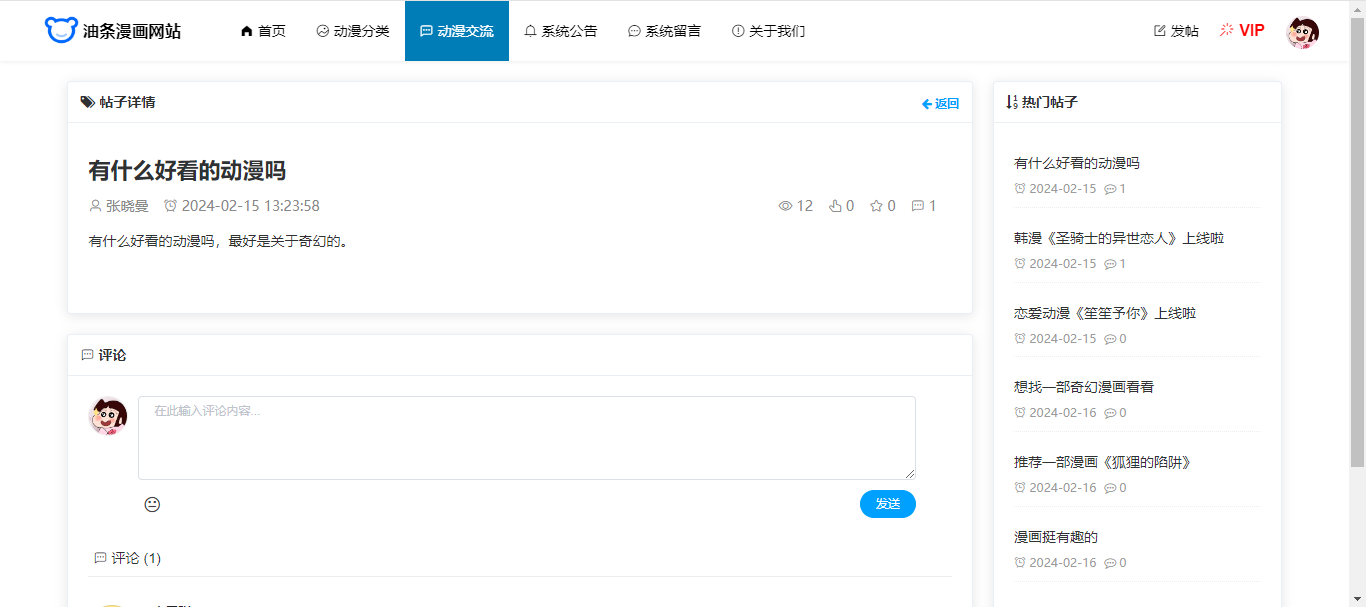 油条漫画网站 首页 动漫分类 动漫交流 系统公告 系统留言 关于我们 发帖 VIP
帖子详情 返回
有什么好看的动漫吗
张晓曼 2024-02-15 13:23:58 12 0 0 1
有什么好看的动漫吗，最好是关于奇幻的。
评论
在此输入评论内容...
发送
评论 (1)
热门帖子
有什么好看的动漫吗
2024-02-15 1
韩漫《圣骑士的异世恋人》上线啦
2024-02-15 1
恋爱动漫《笙笙予你》上线啦
2024-02-15 0
想找一部奇幻漫画看看
2024-02-16 0
推荐一部漫画《狐狸的陷阱》
2024-02-16 0
漫画挺有趣的
2024-02-16 0